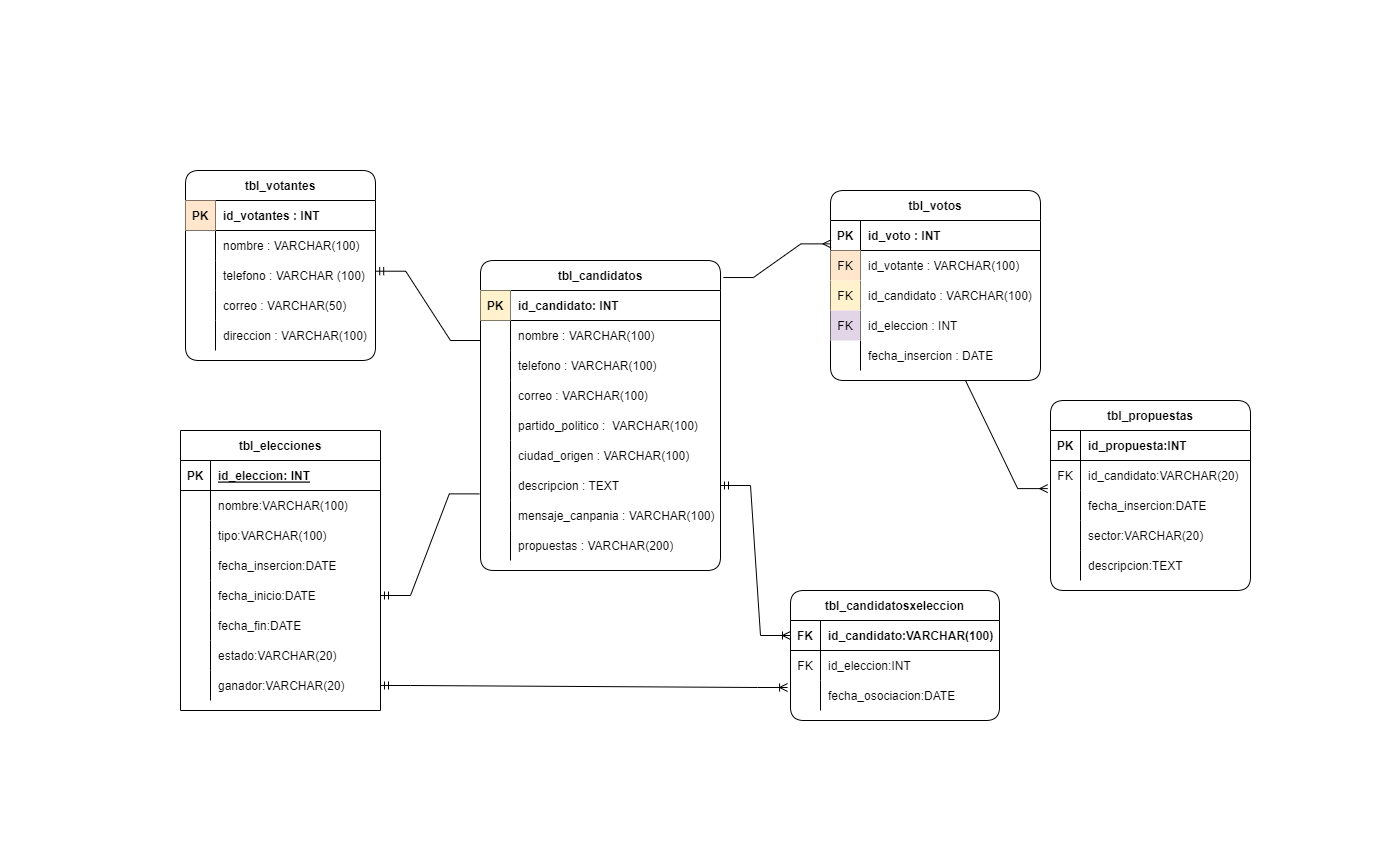 tbl_votantes
PK id_votantes : INT
nombre : VARCHAR(100)
telefono : VARCHAR (100)
correo : VARCHAR(50)
direccion : VARCHAR(100)
tbl_elecciones
PK id_eleccion: INT
nombre:VARCHAR(100)
tipo:VARCHAR(100)
fecha_insercion:DATE
fecha_inicio:DATE
fecha_fin:DATE
estado:VARCHAR(20)
ganador:VARCHAR(20)
tbl_candidatos
PK id_candidato: INT
nombre : VARCHAR(100)
telefono : VARCHAR(100)
correo : VARCHAR(100)
partido_politico : VARCHAR(100)
ciudad_origen : VARCHAR(100)
descripcion : TEXT
mensaje_canpania : VARCHAR(100)
propuestas : VARCHAR(200)
tbl_votos
PK id_voto : INT
FK id_votante : VARCHAR(100)
FK id_candidato : VARCHAR(100)
FK id_eleccion : INT
fecha_insercion : DATE
tbl_propuestas
PK id_propuesta:INT
FK id_candidato:VARCHAR(20)
fecha_insercion:DATE
sector:VARCHAR(20)
descripcion:TEXT
tbl_candidatosxeleccion
FK id_candidato:VARCHAR(100)
FK id_eleccion:INT
fecha_osociacion:DATE